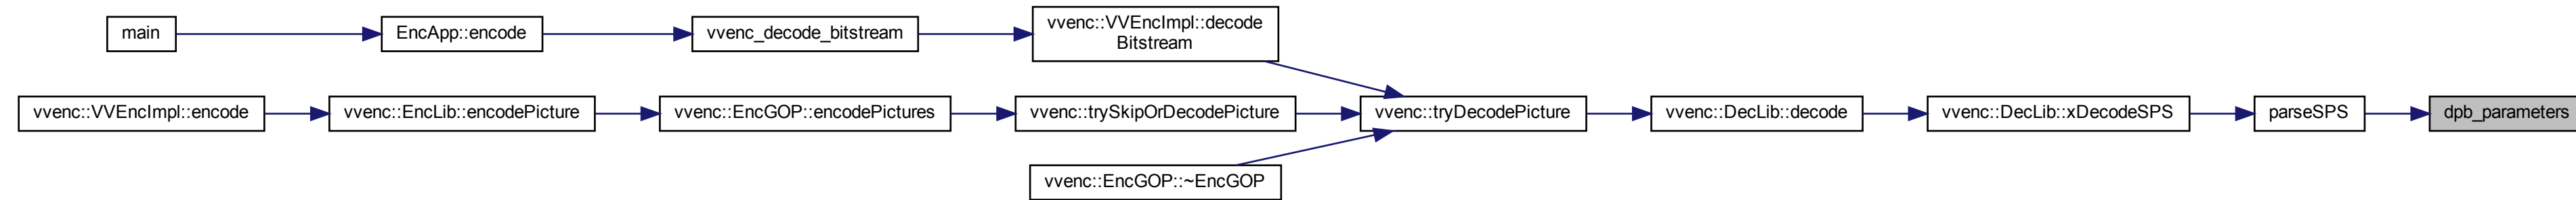 main
EncApp::encode
vvenc_decode_bitstream
vvenc::VVEncImpl::decode
Bitstream
vvenc::VVEncImpl::encode
vvenc::EncLib::encodePicture
vvenc::EncGOP::encodePictures
vvenc::trySkipOrDecodePicture
vvenc::tryDecodePicture
vvenc::DecLib::decode
vvenc::DecLib::xDecodeSPS
parseSPS
dpb_parameters
vvenc::EncGOP::~EncGOP